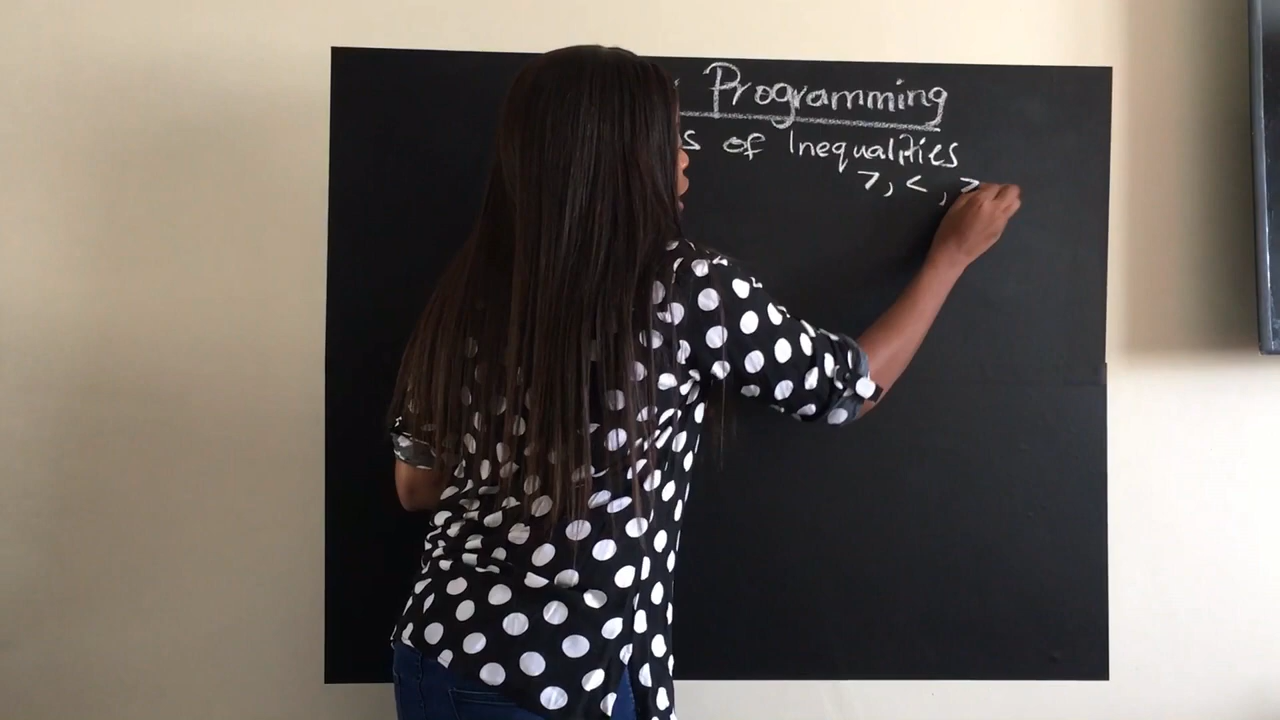 Programming
of Inequalities
>, <, >